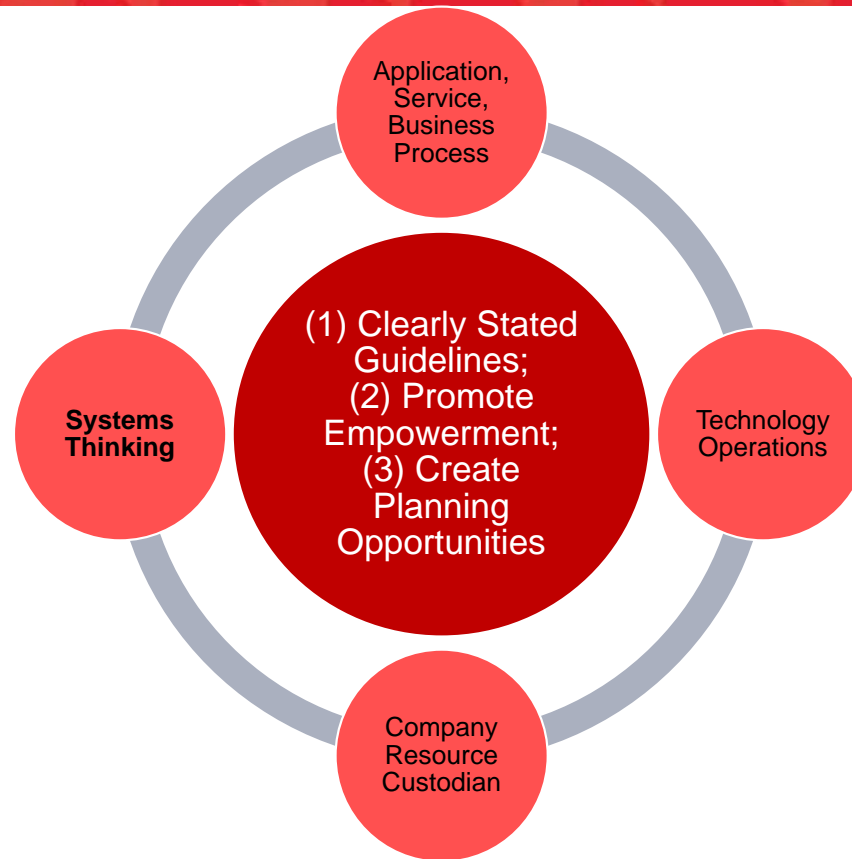 Application,
Service,
Business
Process
(1) Clearly Stated
Guidelines;
(2) Promote
Empowerment;
(3) Create
Planning
Opportunities
Systems
Thinking
Technology
Operations
Company
Resource
Custodian